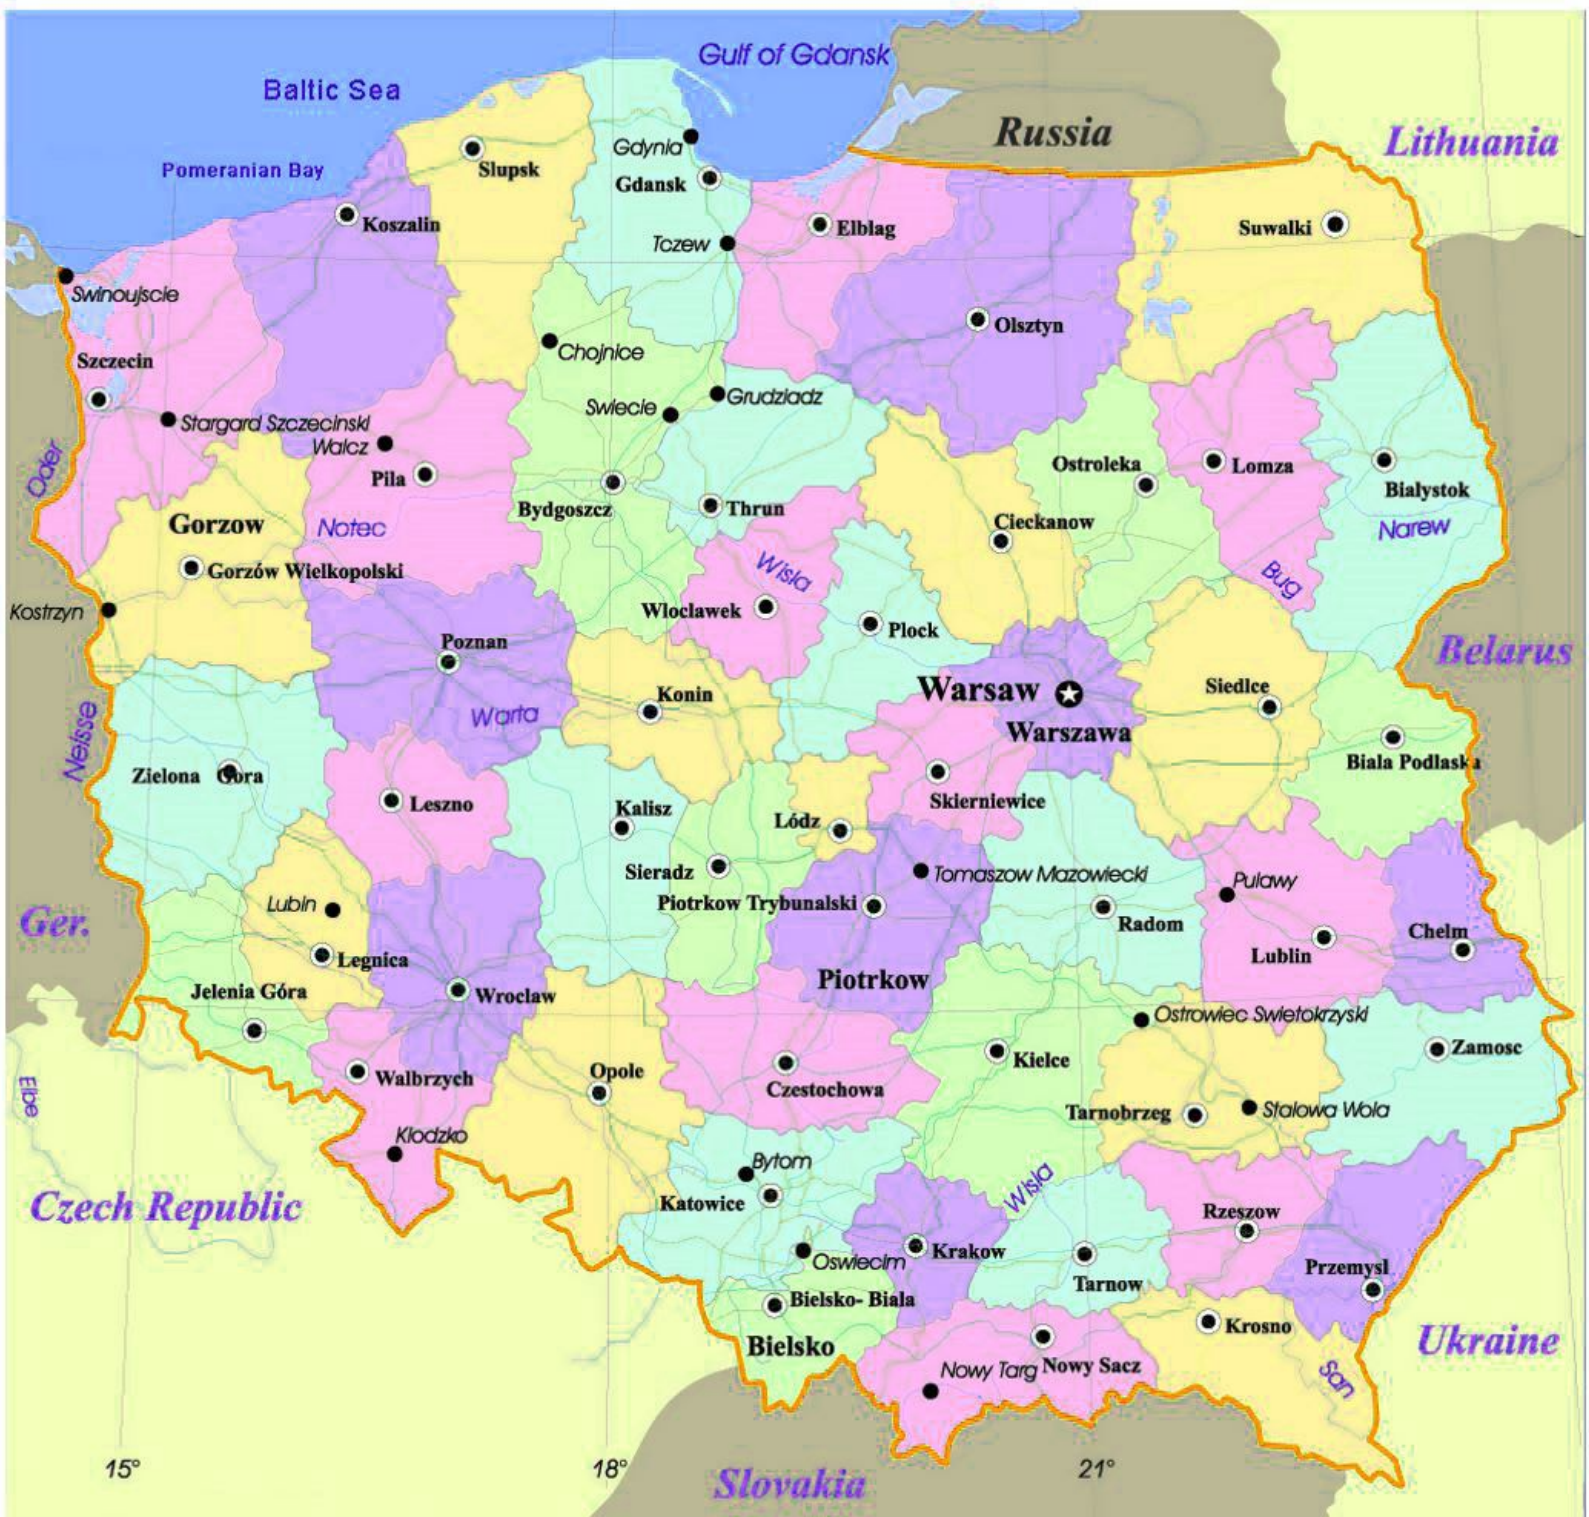 Gulf of Gdansk
Baltic Sea
Russia
Lithuania
Gdynia
Pomeranian Bay
Slupsk
Gdansk
Koszalin
Elblag
Suwalki
Tczew
Swinoujscie
Olsztyn
Chojnice
Szczecin
Grudziadz
Swiecie
Stargard Szczecinski
Walcz
Ostroleka
Lomza
Pila
Oder
Bialystok
Thrun
Bydgoszcz
Gorzow
Notec
Cieckanow
Narew
Gorzów Wielkopolski
Wisla
Bug
Kostrzyn
Wloclawek
Plock
Poznan
Belarus
Siedlce
Warsaw
Konin
Warta
Warszawa
Neisse
Biala Podlaska
Zielona Gora
Leszno
Skierniewice
Kalisz
Lódz
Sieradz
Tomaszow Mazowiecki
Pulawy
Lubin
Piotrkow Trybunalski
Ger.
Radom
Chelm
Legnica
Lublin
Piotrkow
Jelenia Góra
Wroclaw
Ostrowiec Swietokrzyski
Zamosc
Kielce
Opole
Walbrzych
Czestochowa
Elbe
Tarnobrzeg
Stalowa Wola
Klodzko
Bytom
Wisla
Katowice
Czech Republic
Rzeszow
Krakow
Oswiecim
Przemysl
Tarnow
Bielsko- Biala
Krosno
Ukraine
Bielsko
Nowy Targ
Nowy Sacz
San
15°
18°
21°
Slovakia